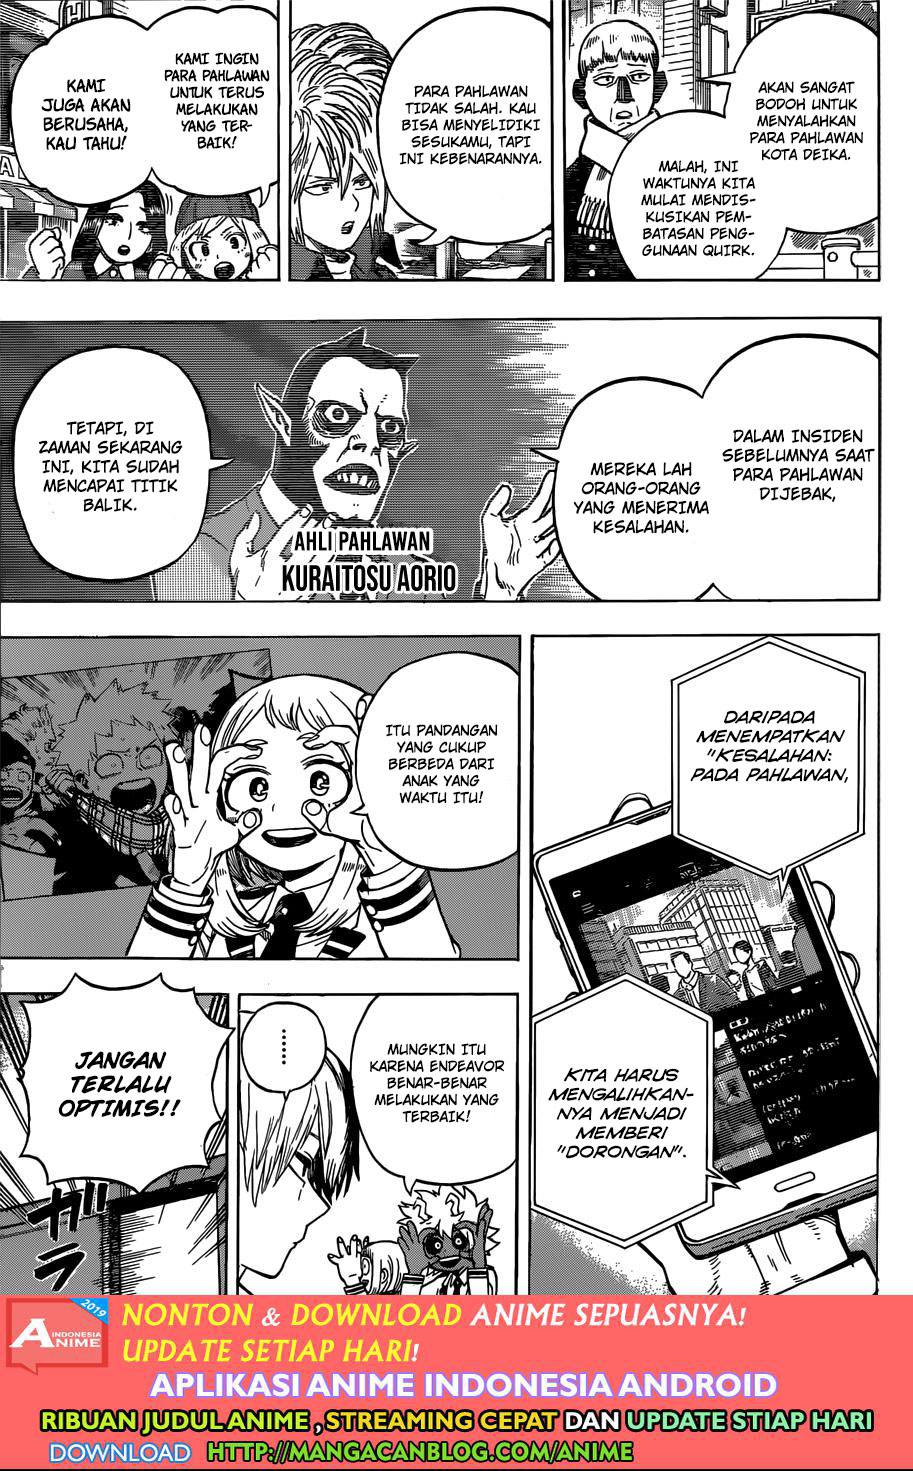 AKAN SANGAT
BODOH UNTUK
MENYALAHKAN
PARA PAHLAWAN
KOTA DEIKA.
MALAH, INI
WAKTUNYA KITA
MULAI MENDIS-
KUSIKAN PEM-
BATASAN PENG-
GUNAAN QUIRK.
PARA PAHLAWAN
TIDAK SALAH. KAU
BISA MENYELIDIKI
SESUKAMU, TAPI
INI KEBENARANNYA.
KAMI INGIN
PARA PAHLAWAN
UNTUK TERUS
MELAKUKAN
YANG TER-
BAIK!
KAMI
JUGA AKAN
BERUSAHA,
KAU TAHU!
DALAM INSIDEN
SEBELUMNYA SAAT
PARA PAHLAWAN
DIJEBAK,
MEREKA LAH
ORANG-ORANG
YANG MENERIMA
KESALAHAN.
AHLI PAHLAWAN
KURAITOSU AORIO
TETAPI, DI
ZAMAN SEKARANG
INI, KITA SUDAH
MENCAPAI TITIK
BALIK.
DARIPADA
MENEMPATKAN
"KESALAHAN:
PADA PAHLAWAN,
KITA HARUS
MENGALIHKAN-
NYA MENJADI
MEMBERI
"DORONGAN".
ITU PANDANGAN
YANG CUKUP
BERBEDA DARI
ANAK YANG
WAKTU ITU!
MUNGKIN ITU
KARENA ENDEAVOR
BENAR-BENAR
MELAKUKAN YANG
TERBAIK!
......
JANGAN
TERLALU
OPTIMIS!!
ガラ
2019
INDONESIA
ANIME
NONTON & DOWNLOAD ANIME SEPUASNYA!
UPDATE SETIAP HARI!
APLIKASI ANIME INDONESIA ANDROID
RIBUAN JUDUL ANIME , STREAMING CEPAT DAN UPDATE STIAP HARI
DOWNLOAD HTTP://MANGACANBLOG.COM/ANIME